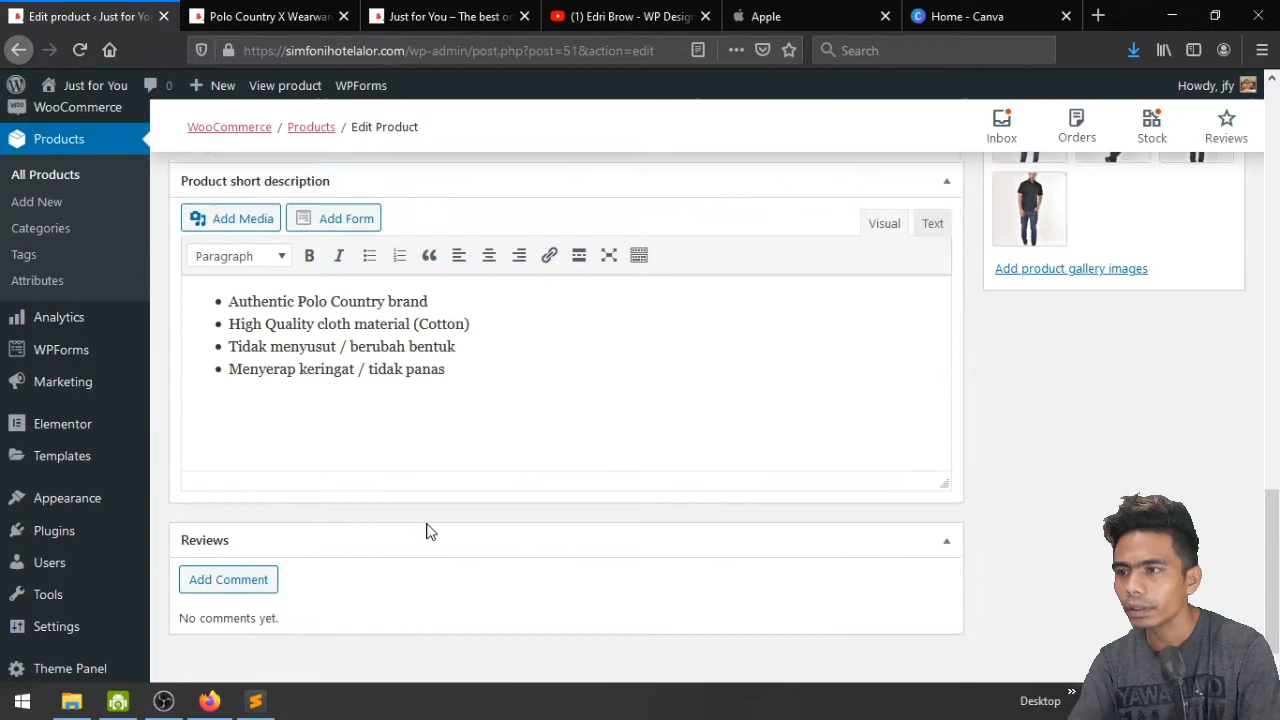 Edit product ‹ Just for You
Polo Country X Wearware
Just for You – The best on
(1) Edri Brow - WP Desig
Apple
Home - Canva
https://simfonihotelalor.com/wp-admin/post.php?post=51&action=edit
Search
Just for You
0
New
View product
WPForms
Howdy, jfy
WooCommerce
Products
All Products
Add New
Categories
Tags
Attributes
Analytics
WPForms
Marketing
Elementor
Templates
Appearance
Plugins
Users
Tools
Settings
Theme Panel
WooCommerce / Products / Edit Product
Inbox
Orders
Stock
Reviews
Product short description
Add Media
Add Form
Visual
Text
Paragraph
B I
• Authentic Polo Country brand
• High Quality cloth material (Cotton)
• Tidak menyusut / berubah bentuk
• Menyerap keringat / tidak panas
Add product gallery images
Reviews
Add Comment
No comments yet.
Desktop